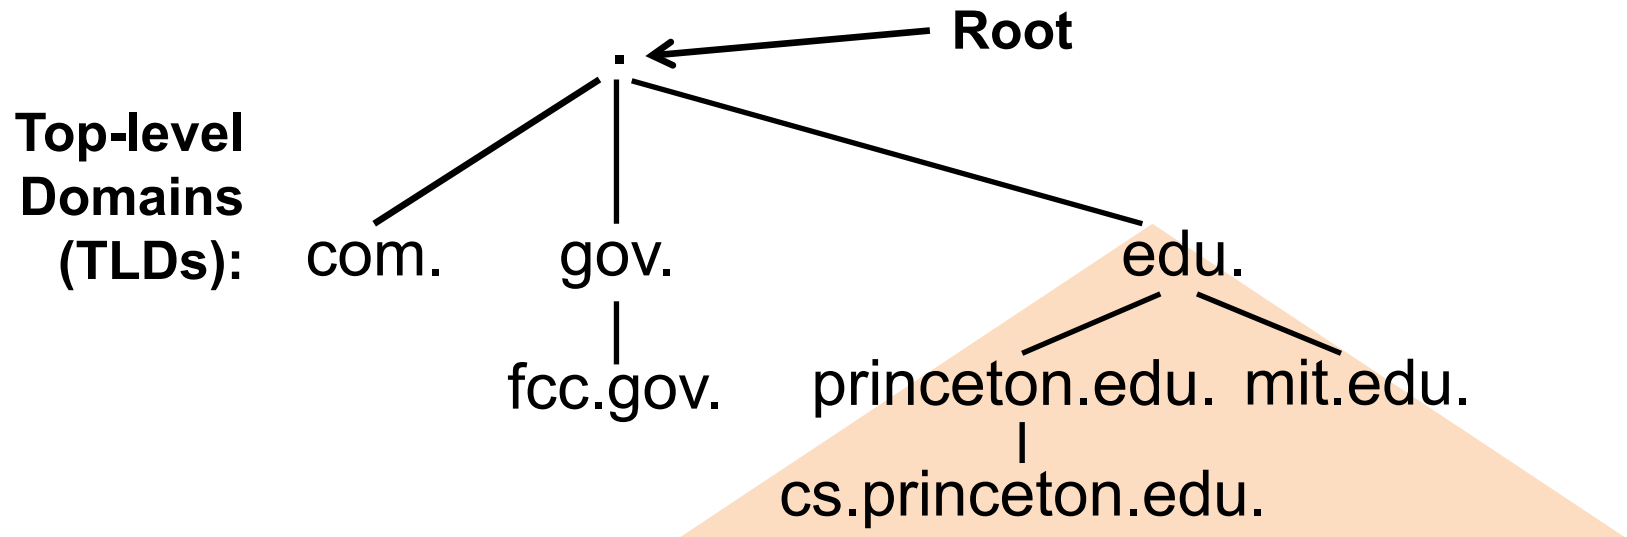 Root
.
Top-level
Domains
(TLDs):
com. gov. edu.
fcc.gov. princeton.edu. mit.edu.
cs.princeton.edu.